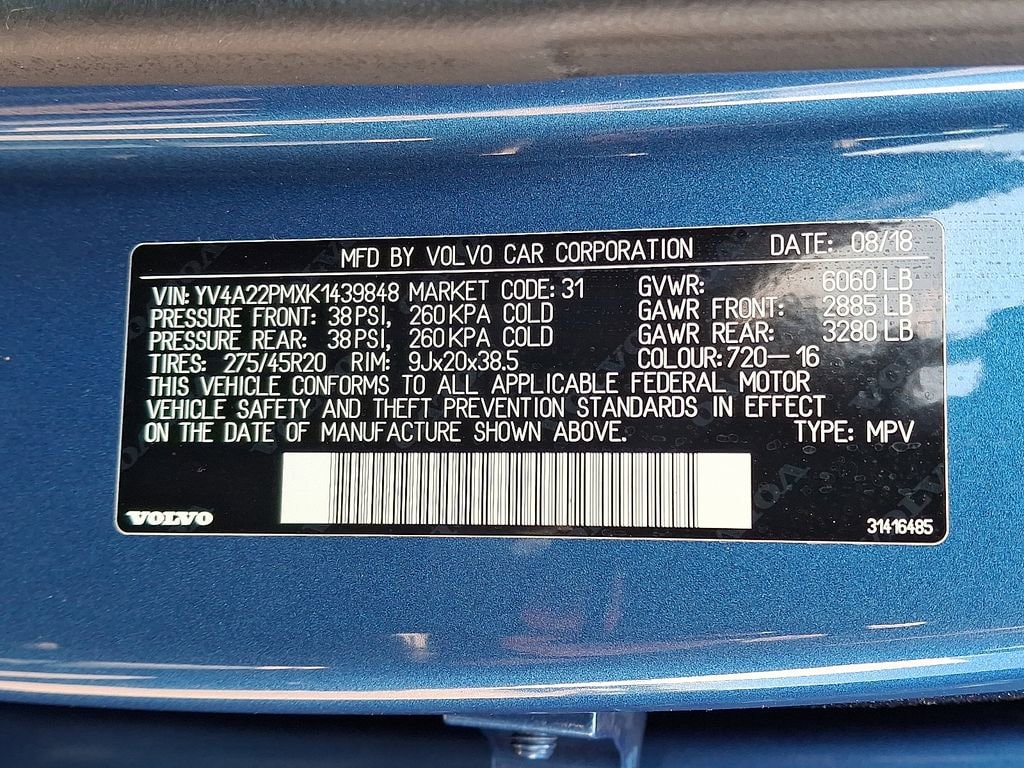 MFD BY VOLVO CAR CORPORATION DATE: 08/18
VIN: YV4A22PMXK1439848 MARKET CODE: 31 GVWR: 6060 LB
PRESSURE FRONT: 38 PSI, 260 KPA COLD GAWR FRONT: 2885 LB
PRESSURE REAR: 38 PSI, 260 KPA COLD GAWR REAR: 3280 LB
TIRES: 275/45R20 RIM: 9Jx20x38.5 COLOUR: 720-16
THIS VEHICLE CONFORMS TO ALL APPLICABLE FEDERAL MOTOR
VEHICLE SAFETY AND THEFT PREVENTION STANDARDS IN EFFECT
ON THE DATE OF MANUFACTURE SHOWN ABOVE. TYPE: MPV
VOLVO 31416485